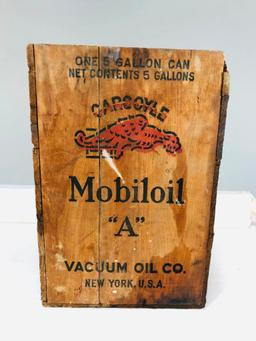 ONE 5 GALLON CAN
NET CONTENTS 5 GALLONS
GARGOYLE
Mobiloil
"A"
VACUUM OIL CO.
NEW YORK, U.S.A.